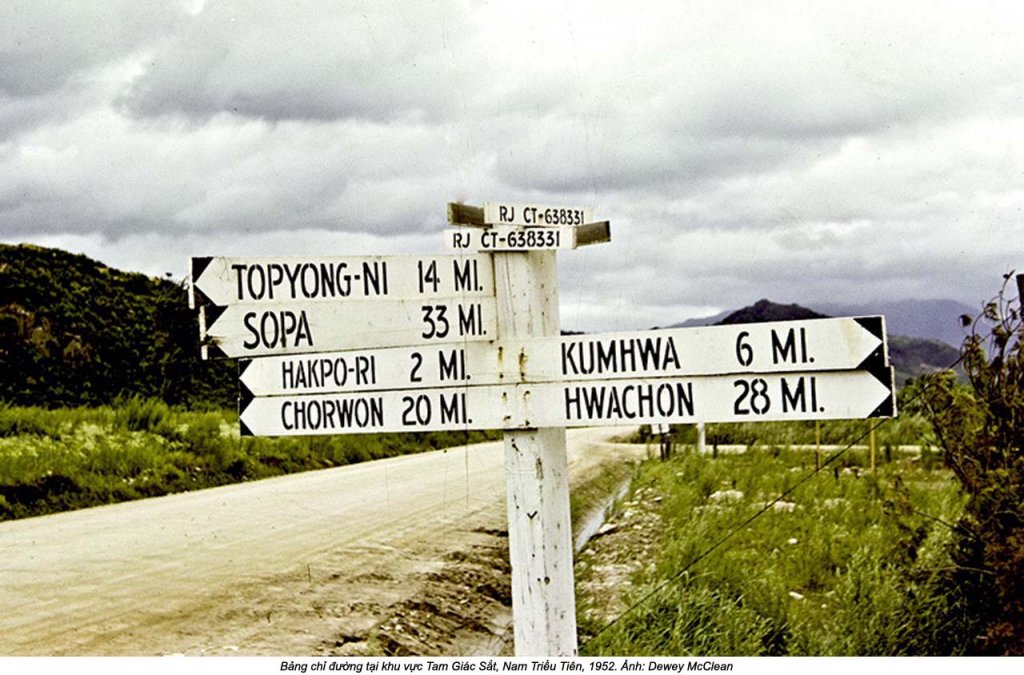 RJ CT-638331
RJ CT-638331
TOPYONG-NI 14 MI.
SOPA 33 MI.
HAKPO-RI 2 MI.
CHORWON 20 MI.
KUMHWA 6 MI.
HWACHON 28 MI.
Bảng chỉ đường tại khu vực Tam Giác Sắt, Nam Triều Tiên, 1952. Ảnh: Dewey McClean